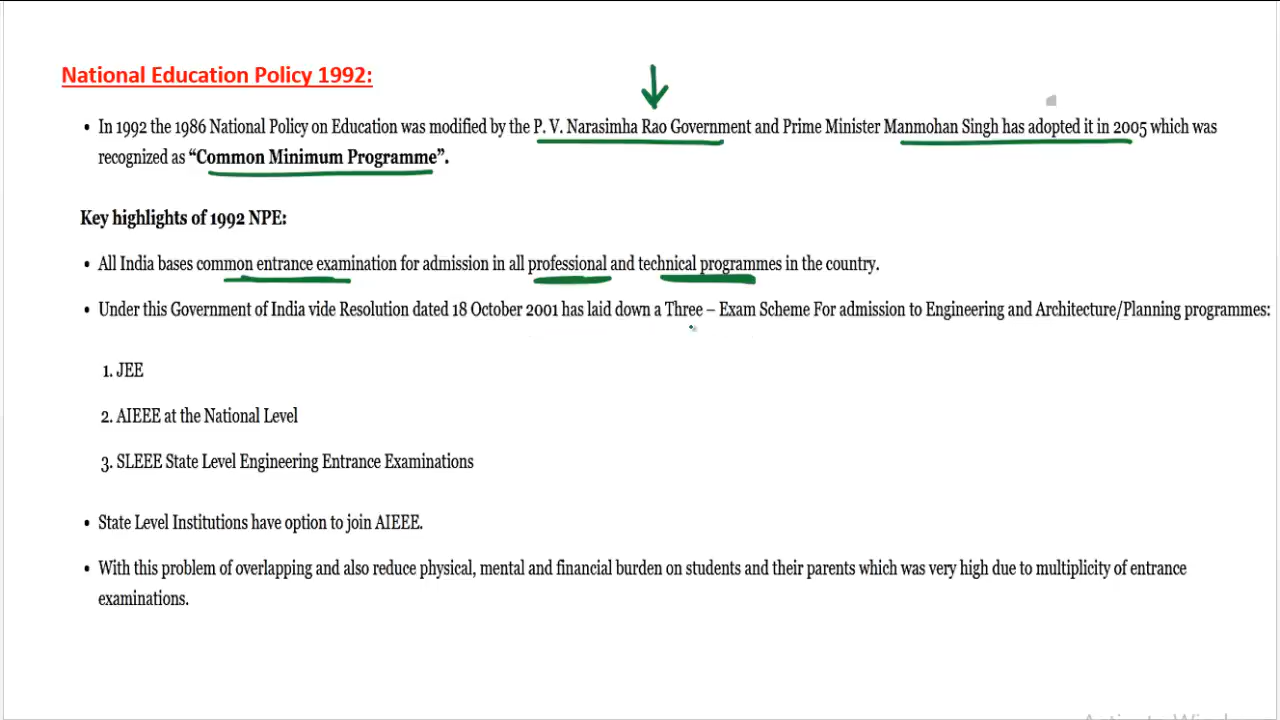 National Education Policy 1992:
• In 1992 the 1986 National Policy on Education was modified by the P. V. Narasimha Rao Government and Prime Minister Manmohan Singh has adopted it in 2005 which was
recognized as “Common Minimum Programme”.
Key highlights of 1992 NPE:
• All India bases common entrance examination for admission in all professional and technical programmes in the country.
• Under this Government of India vide Resolution dated 18 October 2001 has laid down a Three – Exam Scheme For admission to Engineering and Architecture/Planning programmes:
1. JEE
2. AIEEE at the National Level
3. SLEEE State Level Engineering Entrance Examinations
• State Level Institutions have option to join AIEEE.
• With this problem of overlapping and also reduce physical, mental and financial burden on students and their parents which was very high due to multiplicity of entrance
examinations.